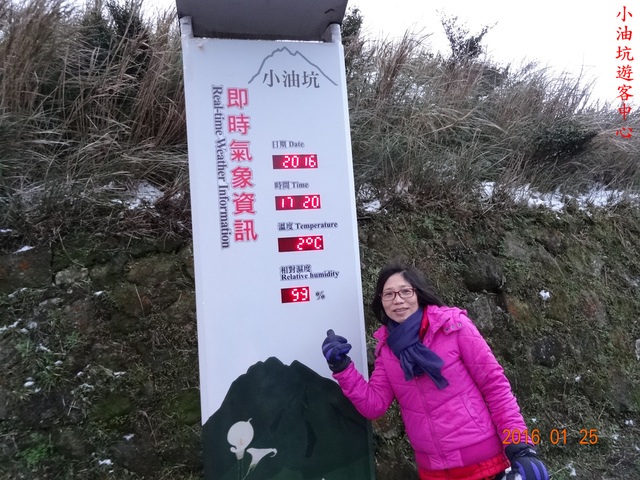 小油坑
即時氣象資訊
Real-time Weather Information
日期 Date
2016
時間 Time
17 20
溫度 Temperature
2°C
相對濕度
Relative humidity
99 %
小油坑遊客中心
2016 01 25